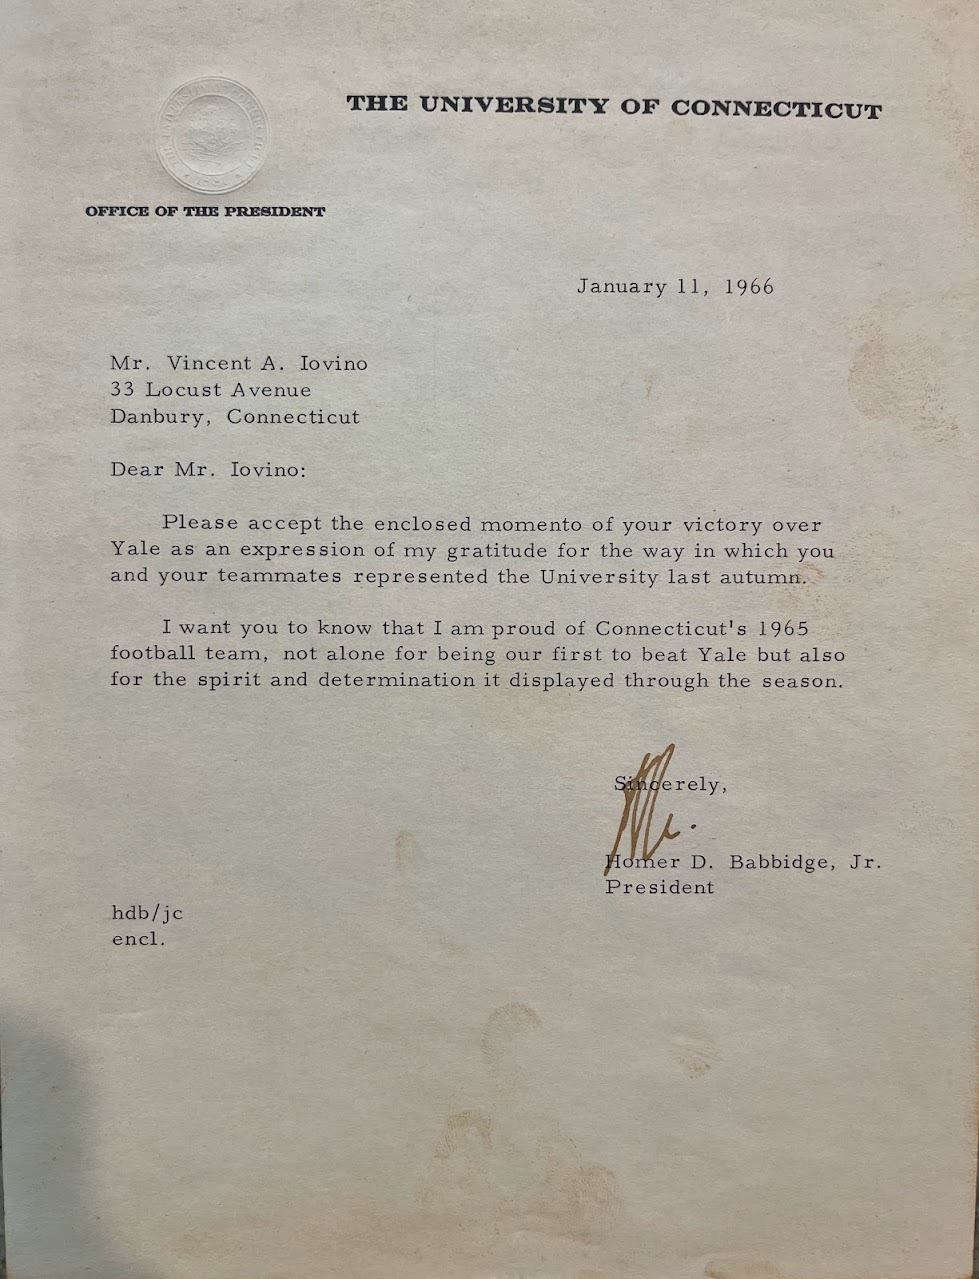 THE UNIVERSITY OF CONNECTICUT
OFFICE OF THE PRESIDENT
January 11, 1966
Mr. Vincent A. Iovino
33 Locust Avenue
Danbury, Connecticut
Dear Mr. Iovino:
Please accept the enclosed momento of your victory over
Yale as an expression of my gratitude for the way in which you
and your teammates represented the University last autumn.
I want you to know that I am proud of Connecticut's 1965
football team, not alone for being our first to beat Yale but also
for the spirit and determination it displayed through the season.
Sincerely,
Homer D. Babbidge, Jr.
President
hdb/jc
encl.